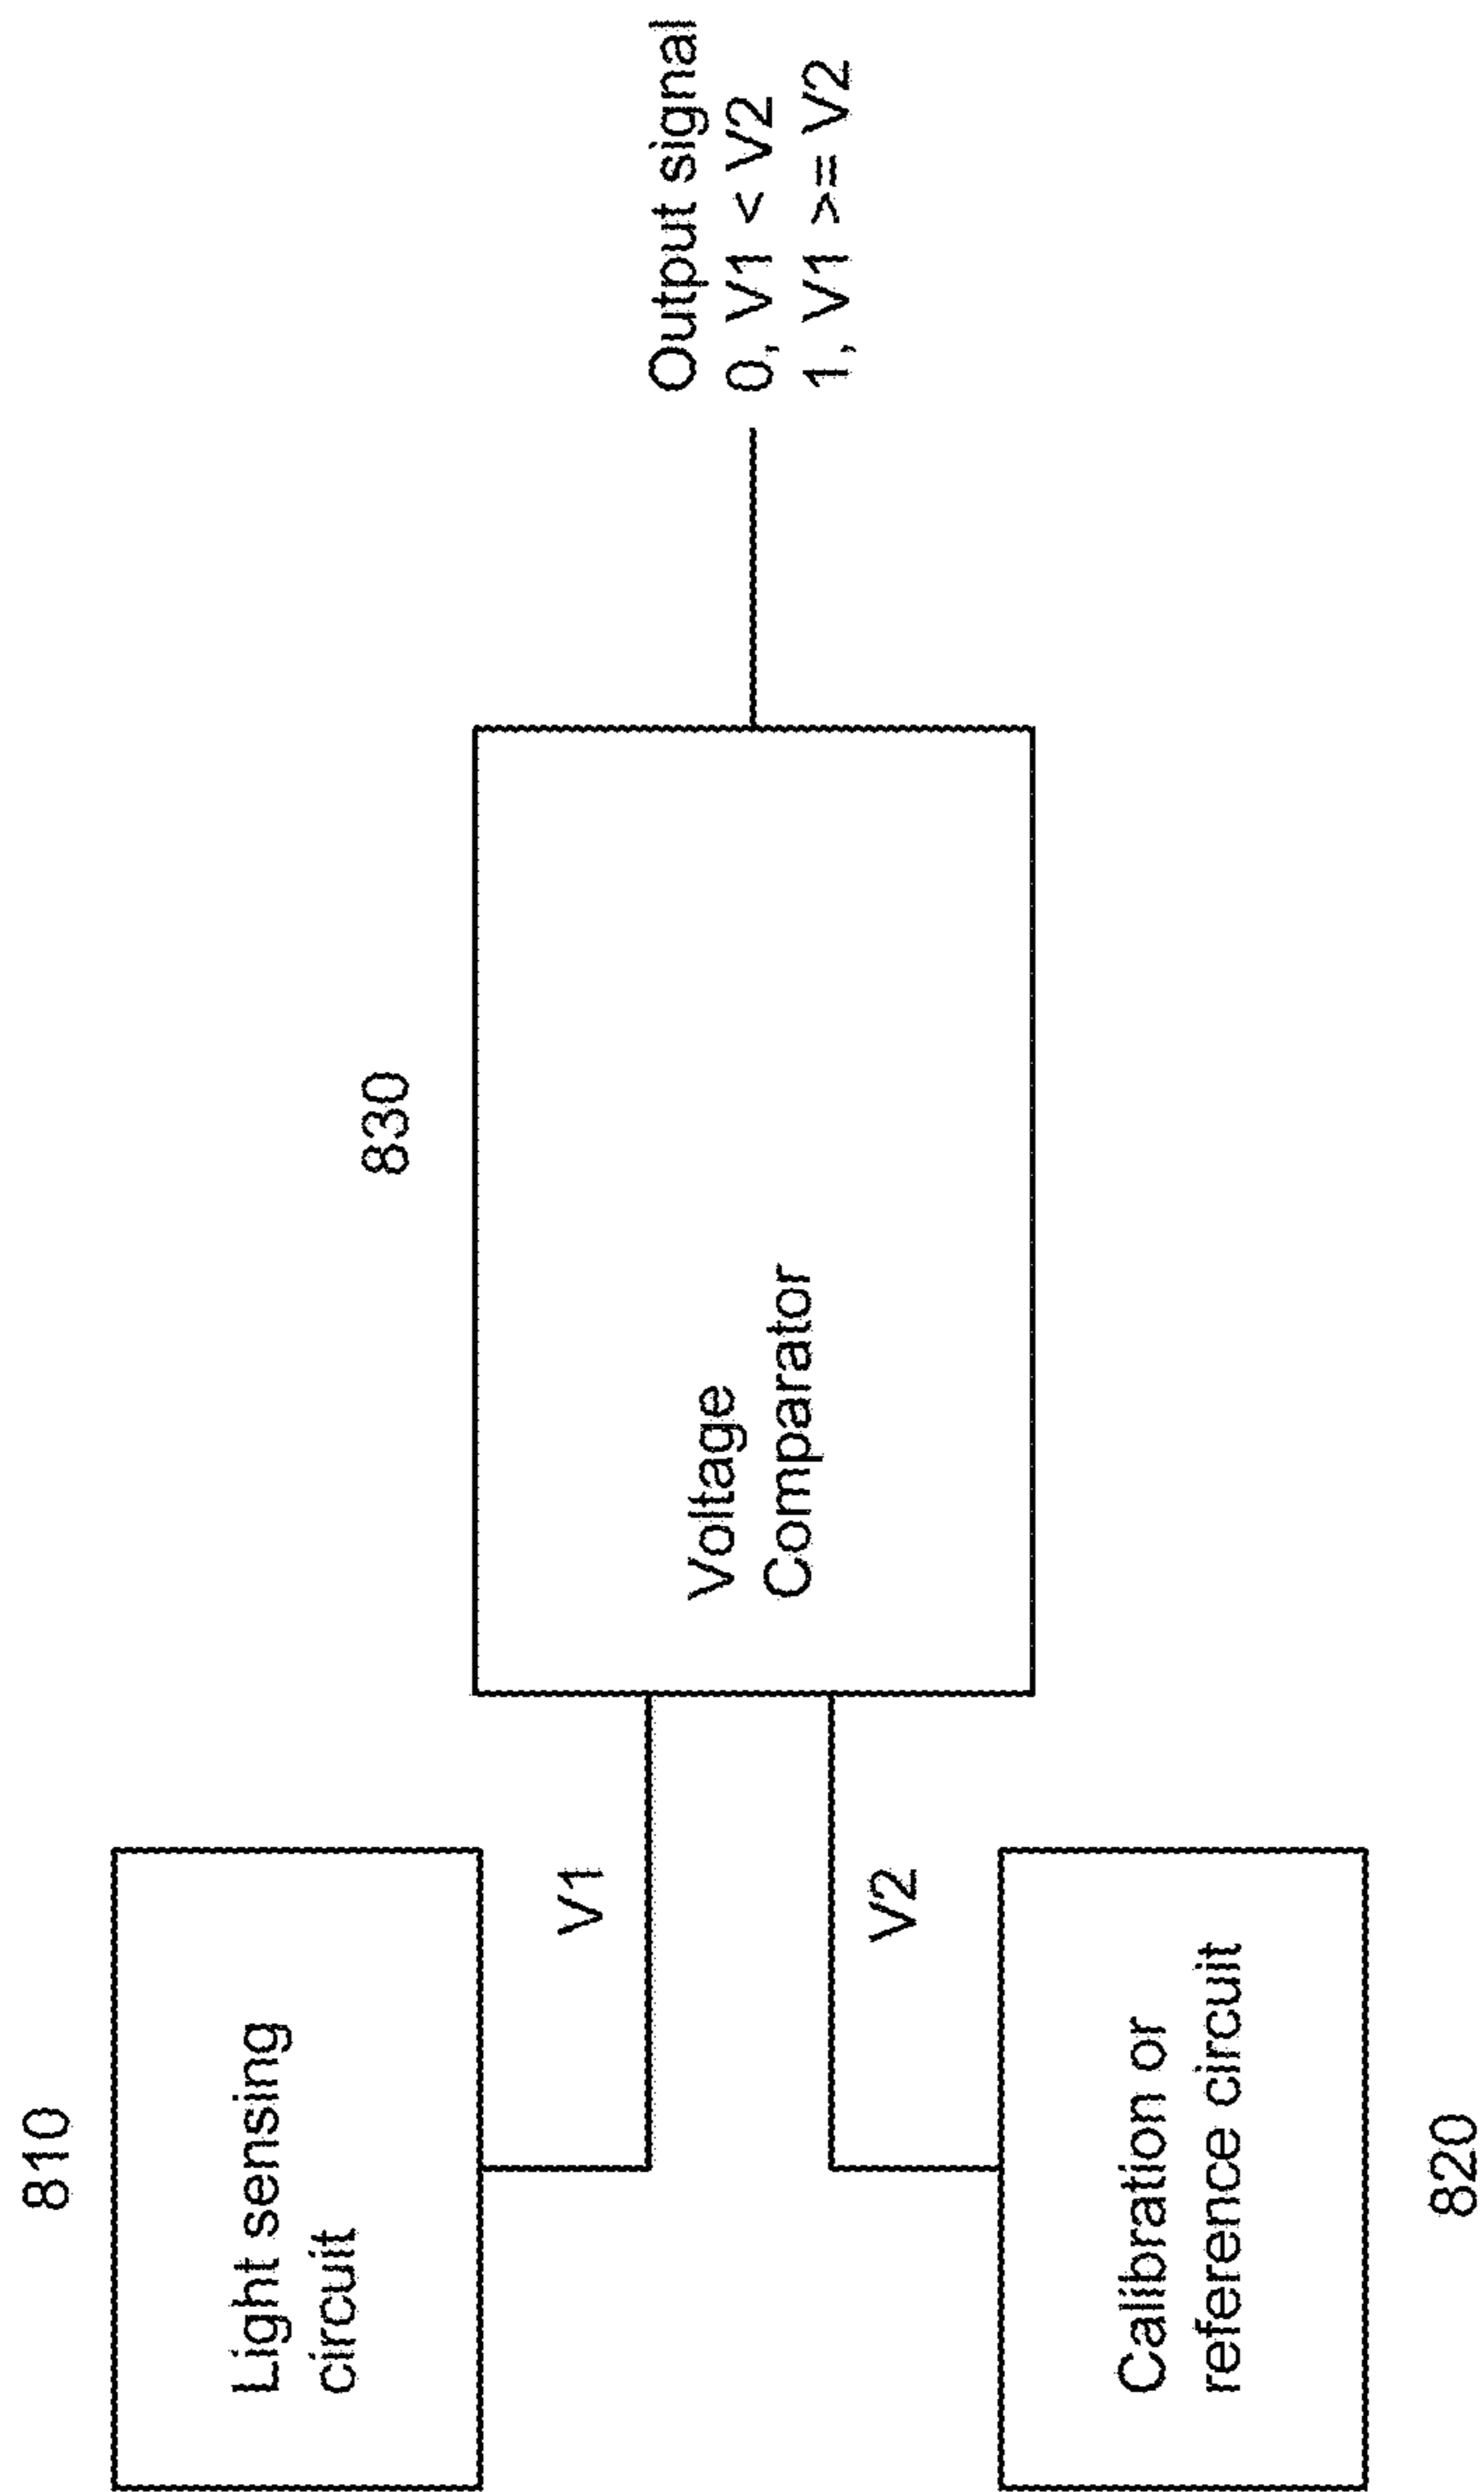 810
Light sensing
circuit
V1
830
Voltage
Comparator
Output signal
0, V1 < V2
1, V1 >= V2
V2
Calibration or
reference circuit
820